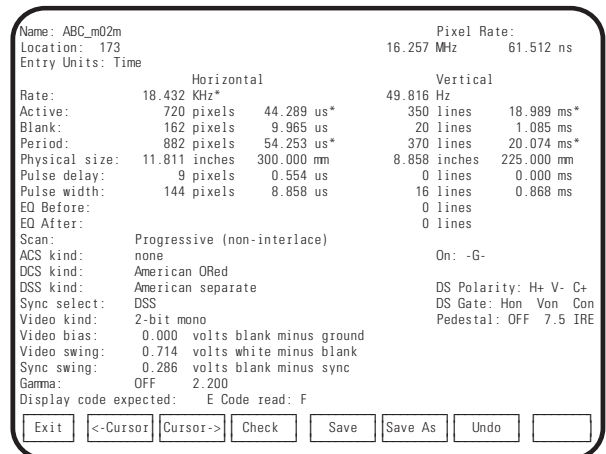 Name: ABC_m02m Pixel Rate:
Location: 173 16.257 MHz 61.512 ns
Entry Units: Time
Horizontal Vertical
Rate: 18.432 KHz* 49.816 Hz
Active: 720 pixels 44.289 us* 350 lines 18.989 ms*
Blank: 162 pixels 9.965 us 20 lines 1.085 ms
Period: 882 pixels 54.253 us* 370 lines 20.074 ms*
Physical size: 11.811 inches 300.000 mm 8.858 inches 225.000 mm
Pulse delay: 9 pixels 0.554 us 0 lines 0.000 ms
Pulse width: 144 pixels 8.858 us 16 lines 0.868 ms
EQ Before: 0 lines
EQ After: 0 lines
Scan: Progressive (non-interlace)
ACS kind: none On: -G-
DCS kind: American ORed
DSS kind: American separate DS Polarity: H+ V- C+
Sync select: DSS DS Gate: Hon Von Con
Video kind: 2-bit mono Pedestal: OFF 7.5 IRE
Video bias: 0.000 volts blank minus ground
Video swing: 0.714 volts white minus blank
Sync swing: 0.286 volts blank minus sync
Gamma: OFF 2.200
Display code expected: E Code read: F
Exit <-Cursor Cursor-> Check Save Save As Undo